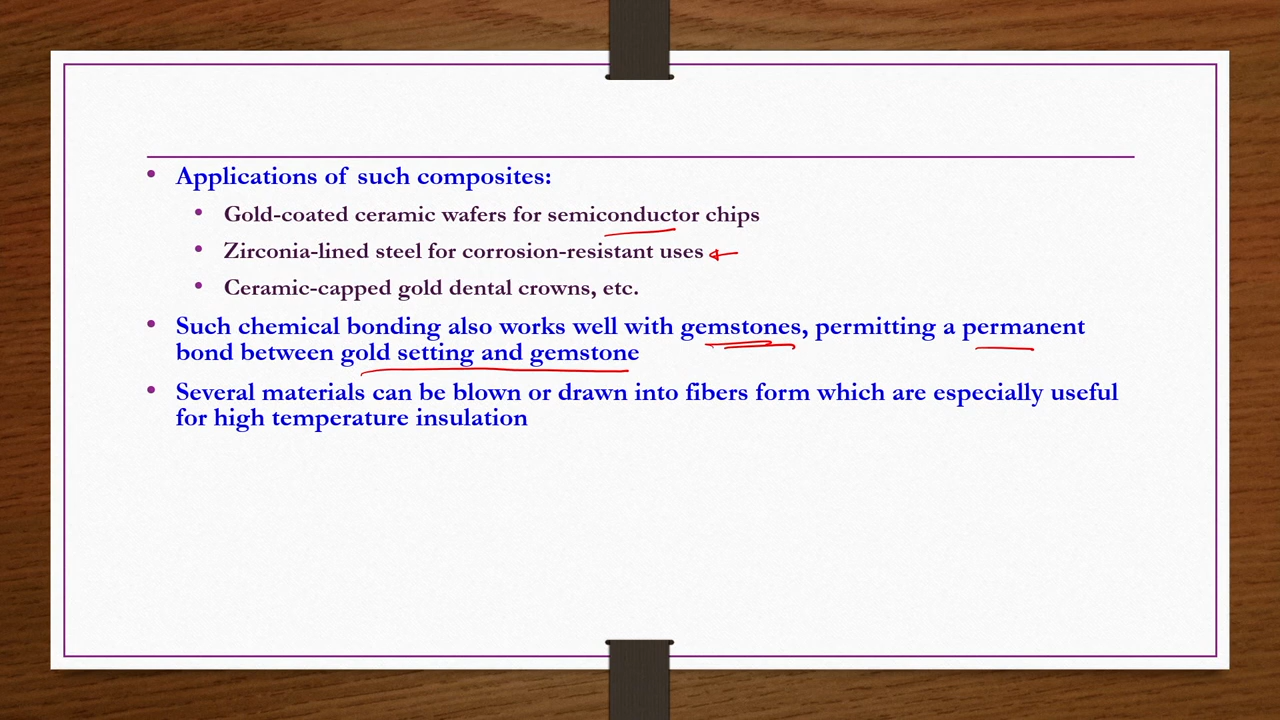 • Applications of such composites:
• Gold-coated ceramic wafers for semiconductor chips
• Zirconia-lined steel for corrosion-resistant uses
• Ceramic-capped gold dental crowns, etc.
• Such chemical bonding also works well with gemstones, permitting a permanent
bond between gold setting and gemstone
• Several materials can be blown or drawn into fibers form which are especially useful
for high temperature insulation